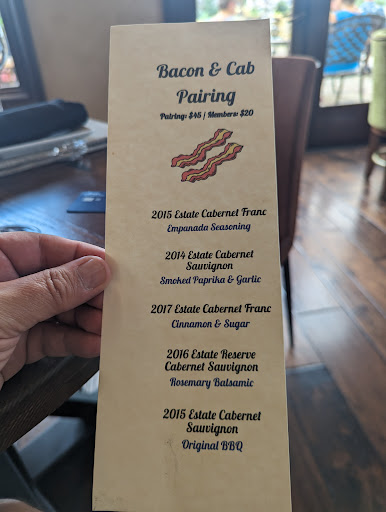 Bacon & Cab
Pairing
Pairing: $45 / Members: $20
2015 Estate Cabernet Franc
Empanada Seasoning
2014 Estate Cabernet
Sauvignon
Smoked Paprika & Garlic
2017 Estate Cabernet Franc
Cinnamon & Sugar
2016 Estate Reserve
Cabernet Sauvignon
Rosemary Balsamic
2015 Estate Cabernet
Sauvignon
Original BBQ